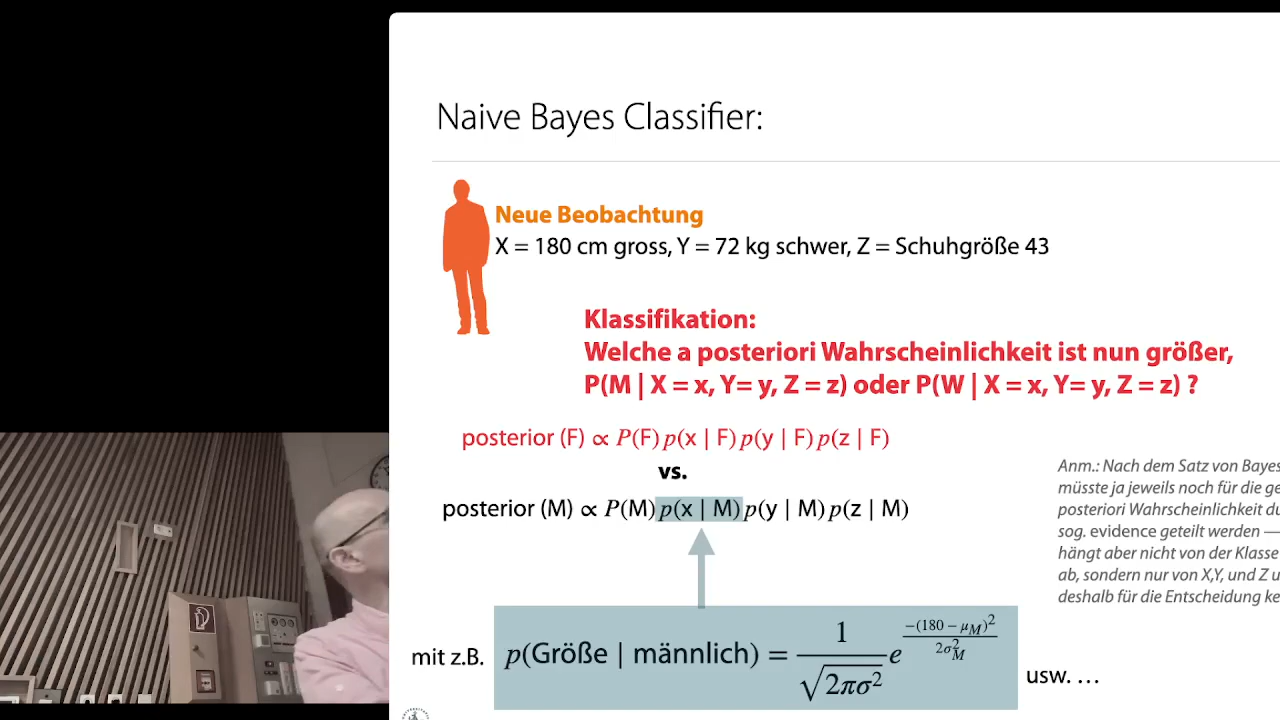 Naive Bayes Classifier:
Neue Beobachtung
X = 180 cm gross, Y = 72 kg schwer, Z = Schuhgröße 43
Klassifikation:
Welche a posteriori Wahrscheinlichkeit ist nun größer,
P(M | X = x, Y= y, Z = z) oder P(W | X = x, Y= y, Z = z) ?
posterior (F) ∝ P(F) p(x | F) p(y | F) p(z | F)
vs.
posterior (M) ∝ P(M) p(x | M) p(y | M) p(z | M)
Anm.: Nach dem Satz von Bayes
müsste ja jeweils noch für die
posteriori Wahrscheinlichkeit
sog. evidence geteilt werden —
hängt aber nicht von der Klasse
ab, sondern nur von X,Y, und Z
deshalb für die Entscheidung
mit z.B. p(Größe | männlich) = 1/√(2πσ²) e^(−(180 − μ_M)²/2σ²_M) usw. …